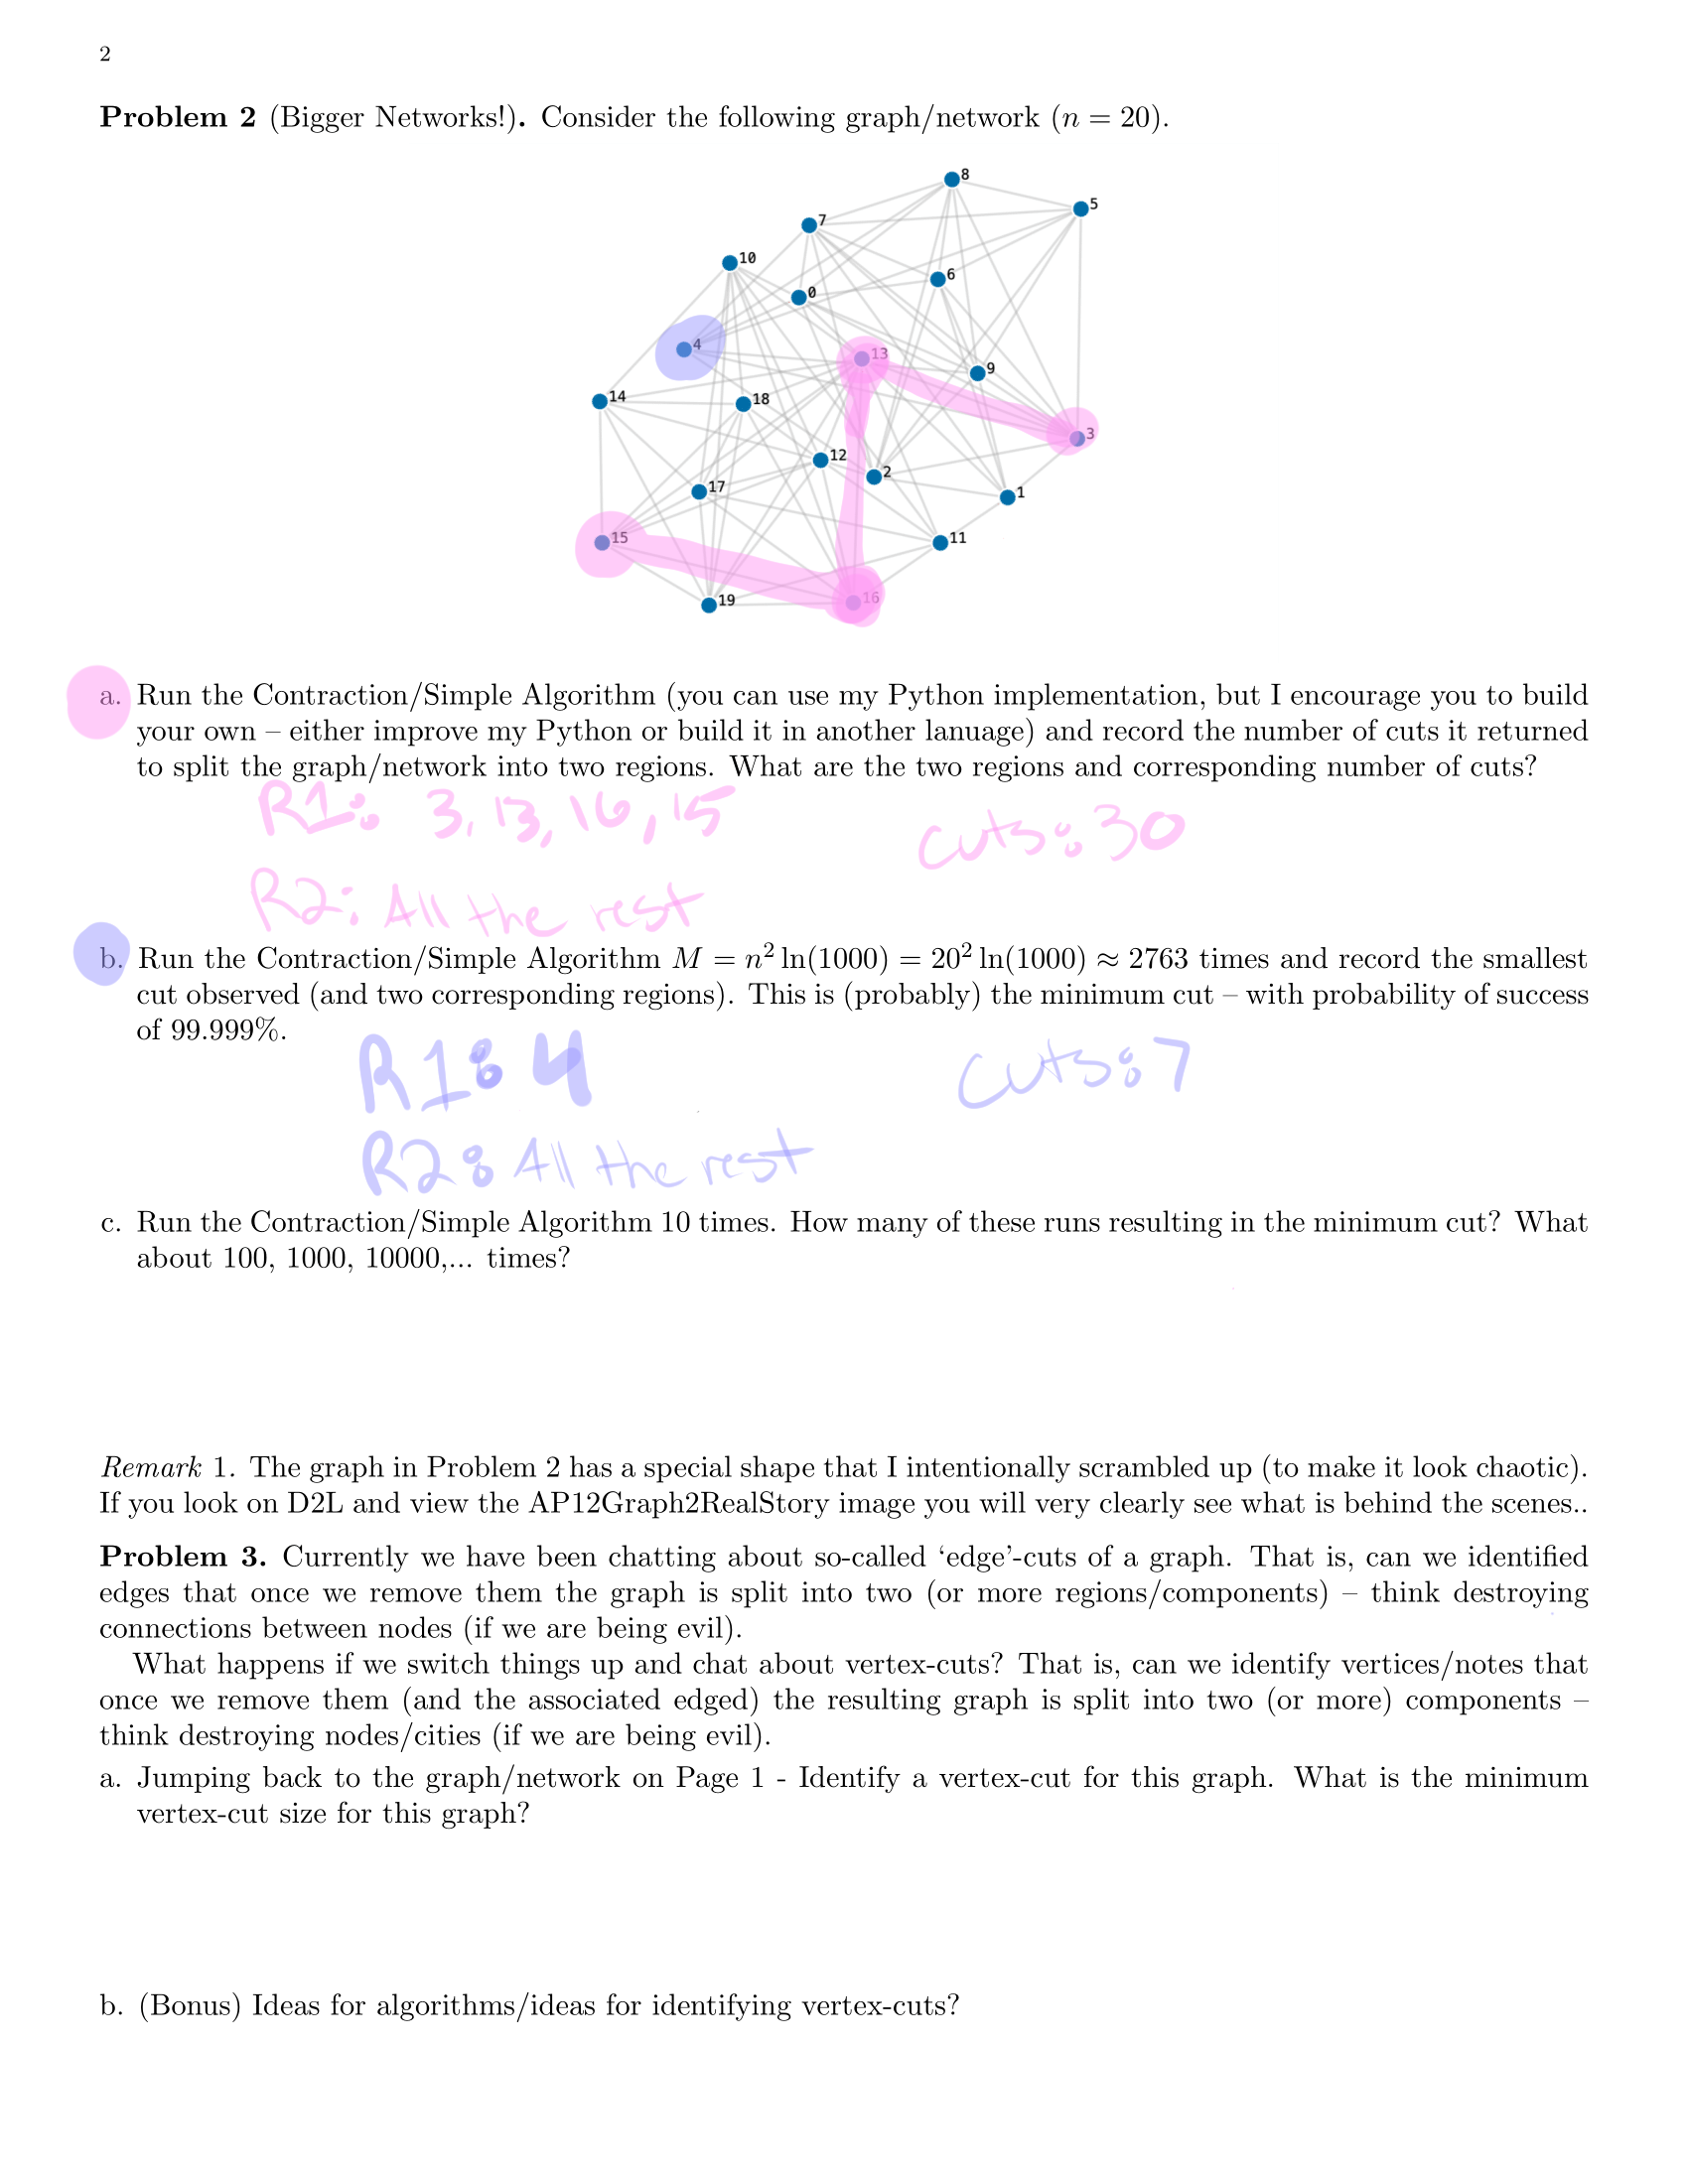 2
Problem 2 (Bigger Networks!). Consider the following graph/network (n = 20).
8
5
7
10
6
0
4
13
9
14
18
3
12
2
17
1
15
11
19
16
a. Run the Contraction/Simple Algorithm (you can use my Python implementation, but I encourage you to build
your own – either improve my Python or build it in another lanuage) and record the number of cuts it returned
to split the graph/network into two regions. What are the two regions and corresponding number of cuts?
R1: 3, 13, 16, 15
cuts: 30
R2: All the rest
b. Run the Contraction/Simple Algorithm M = n² ln(1000) = 20² ln(1000) ≈ 2763 times and record the smallest
cut observed (and two corresponding regions). This is (probably) the minimum cut – with probability of success
of 99.999%.
R1: 4
cuts: 7
R2: All the rest
c. Run the Contraction/Simple Algorithm 10 times. How many of these runs resulting in the minimum cut? What
about 100, 1000, 10000,... times?
Remark 1. The graph in Problem 2 has a special shape that I intentionally scrambled up (to make it look chaotic).
If you look on D2L and view the AP12Graph2RealStory image you will very clearly see what is behind the scenes..
Problem 3. Currently we have been chatting about so-called ‘edge’-cuts of a graph. That is, can we identified
edges that once we remove them the graph is split into two (or more regions/components) – think destroying
connections between nodes (if we are being evil).
What happens if we switch things up and chat about vertex-cuts? That is, can we identify vertices/notes that
once we remove them (and the associated edged) the resulting graph is split into two (or more) components –
think destroying nodes/cities (if we are being evil).
a. Jumping back to the graph/network on Page 1 - Identify a vertex-cut for this graph. What is the minimum
vertex-cut size for this graph?
b. (Bonus) Ideas for algorithms/ideas for identifying vertex-cuts?